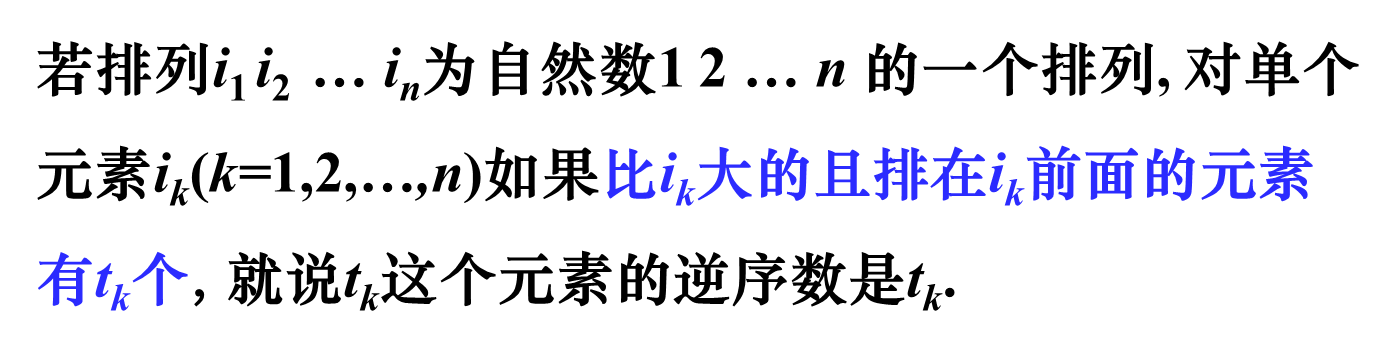 若排列i₁i₂ … iₙ为自然数1 2 … n 的一个排列, 对单个
元素iₖ(k=1,2,…,n)如果比iₖ大的且排在iₖ前面的元素
有tₖ个, 就说tₖ这个元素的逆序数是tₖ.